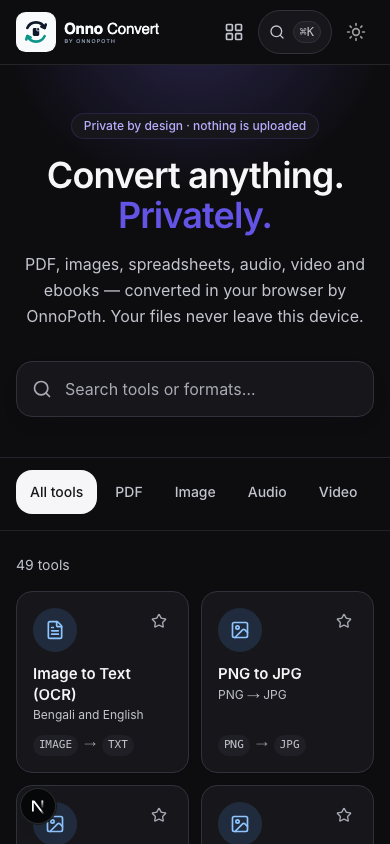 Onno Convert
BY ONNOPOTH
⌘K
Private by design · nothing is uploaded
Convert anything.
Privately.
PDF, images, spreadsheets, audio, video and
ebooks — converted in your browser by
OnnoPoth. Your files never leave this device.
Search tools or formats...
All tools PDF Image Audio Video
49 tools
Image to Text
(OCR)
Bengali and English
IMAGE → TXT
PNG to JPG
PNG → JPG
PNG → JPG
N